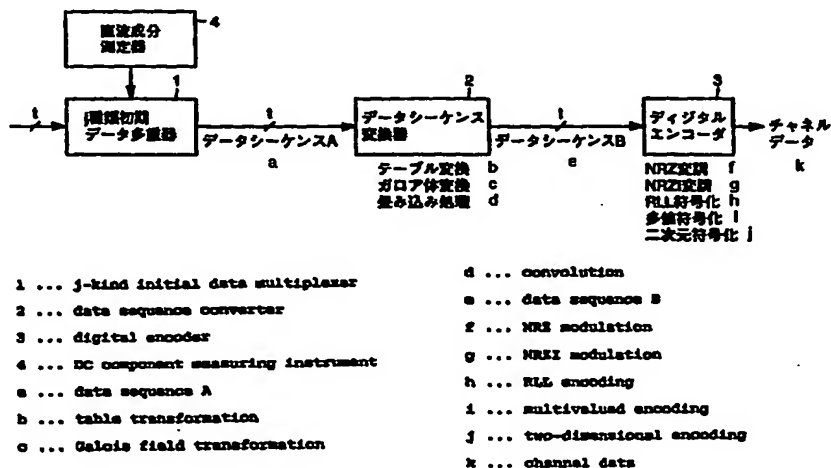 直流成分
測定器
4
1
2
3
t
j種類初期
データ多重器
t
データシーケンスA
a
データシーケンス
変換器
t
データシーケンスB
e
ディジタル
エンコーダ
チャネル
データ
k
テーブル変換 b
ガロア体変換 c
畳み込み処理 d
NRZ変調 f
NRZI変調 g
RLL符号化 h
多値符号化 i
二次元符号化 j
1 ... j-kind initial data multiplexer
2 ... data sequence converter
3 ... digital encoder
4 ... DC component measuring instrument
a ... data sequence A
b ... table transformation
c ... Galois field transformation
d ... convolution
e ... data sequence B
f ... NRZ modulation
g ... NRZI modulation
h ... RLL encoding
i ... multivalued encoding
j ... two-dimensional encoding
k ... channel data